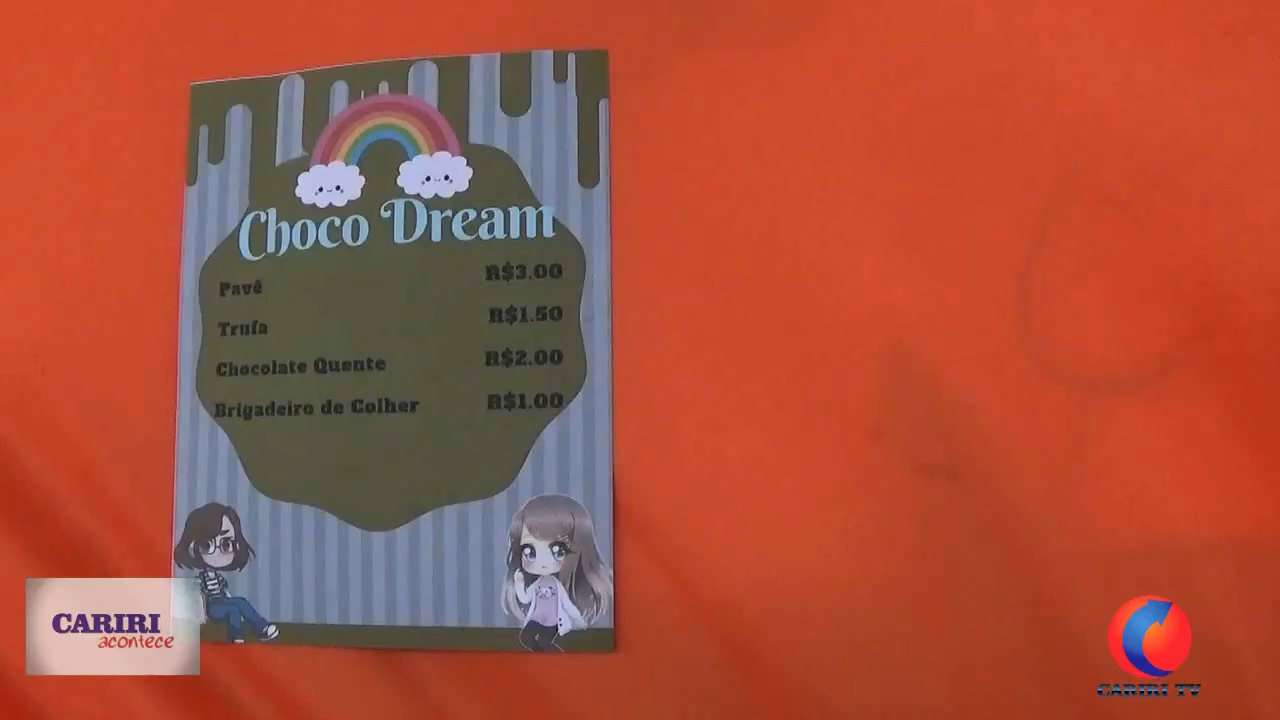 Choco Dream
Pavê R$3.00
Trufa R$1.50
Chocolate Quente R$2.00
Brigadeiro de Colher R$1.00
CARIRI
acontece
CARIRI TV